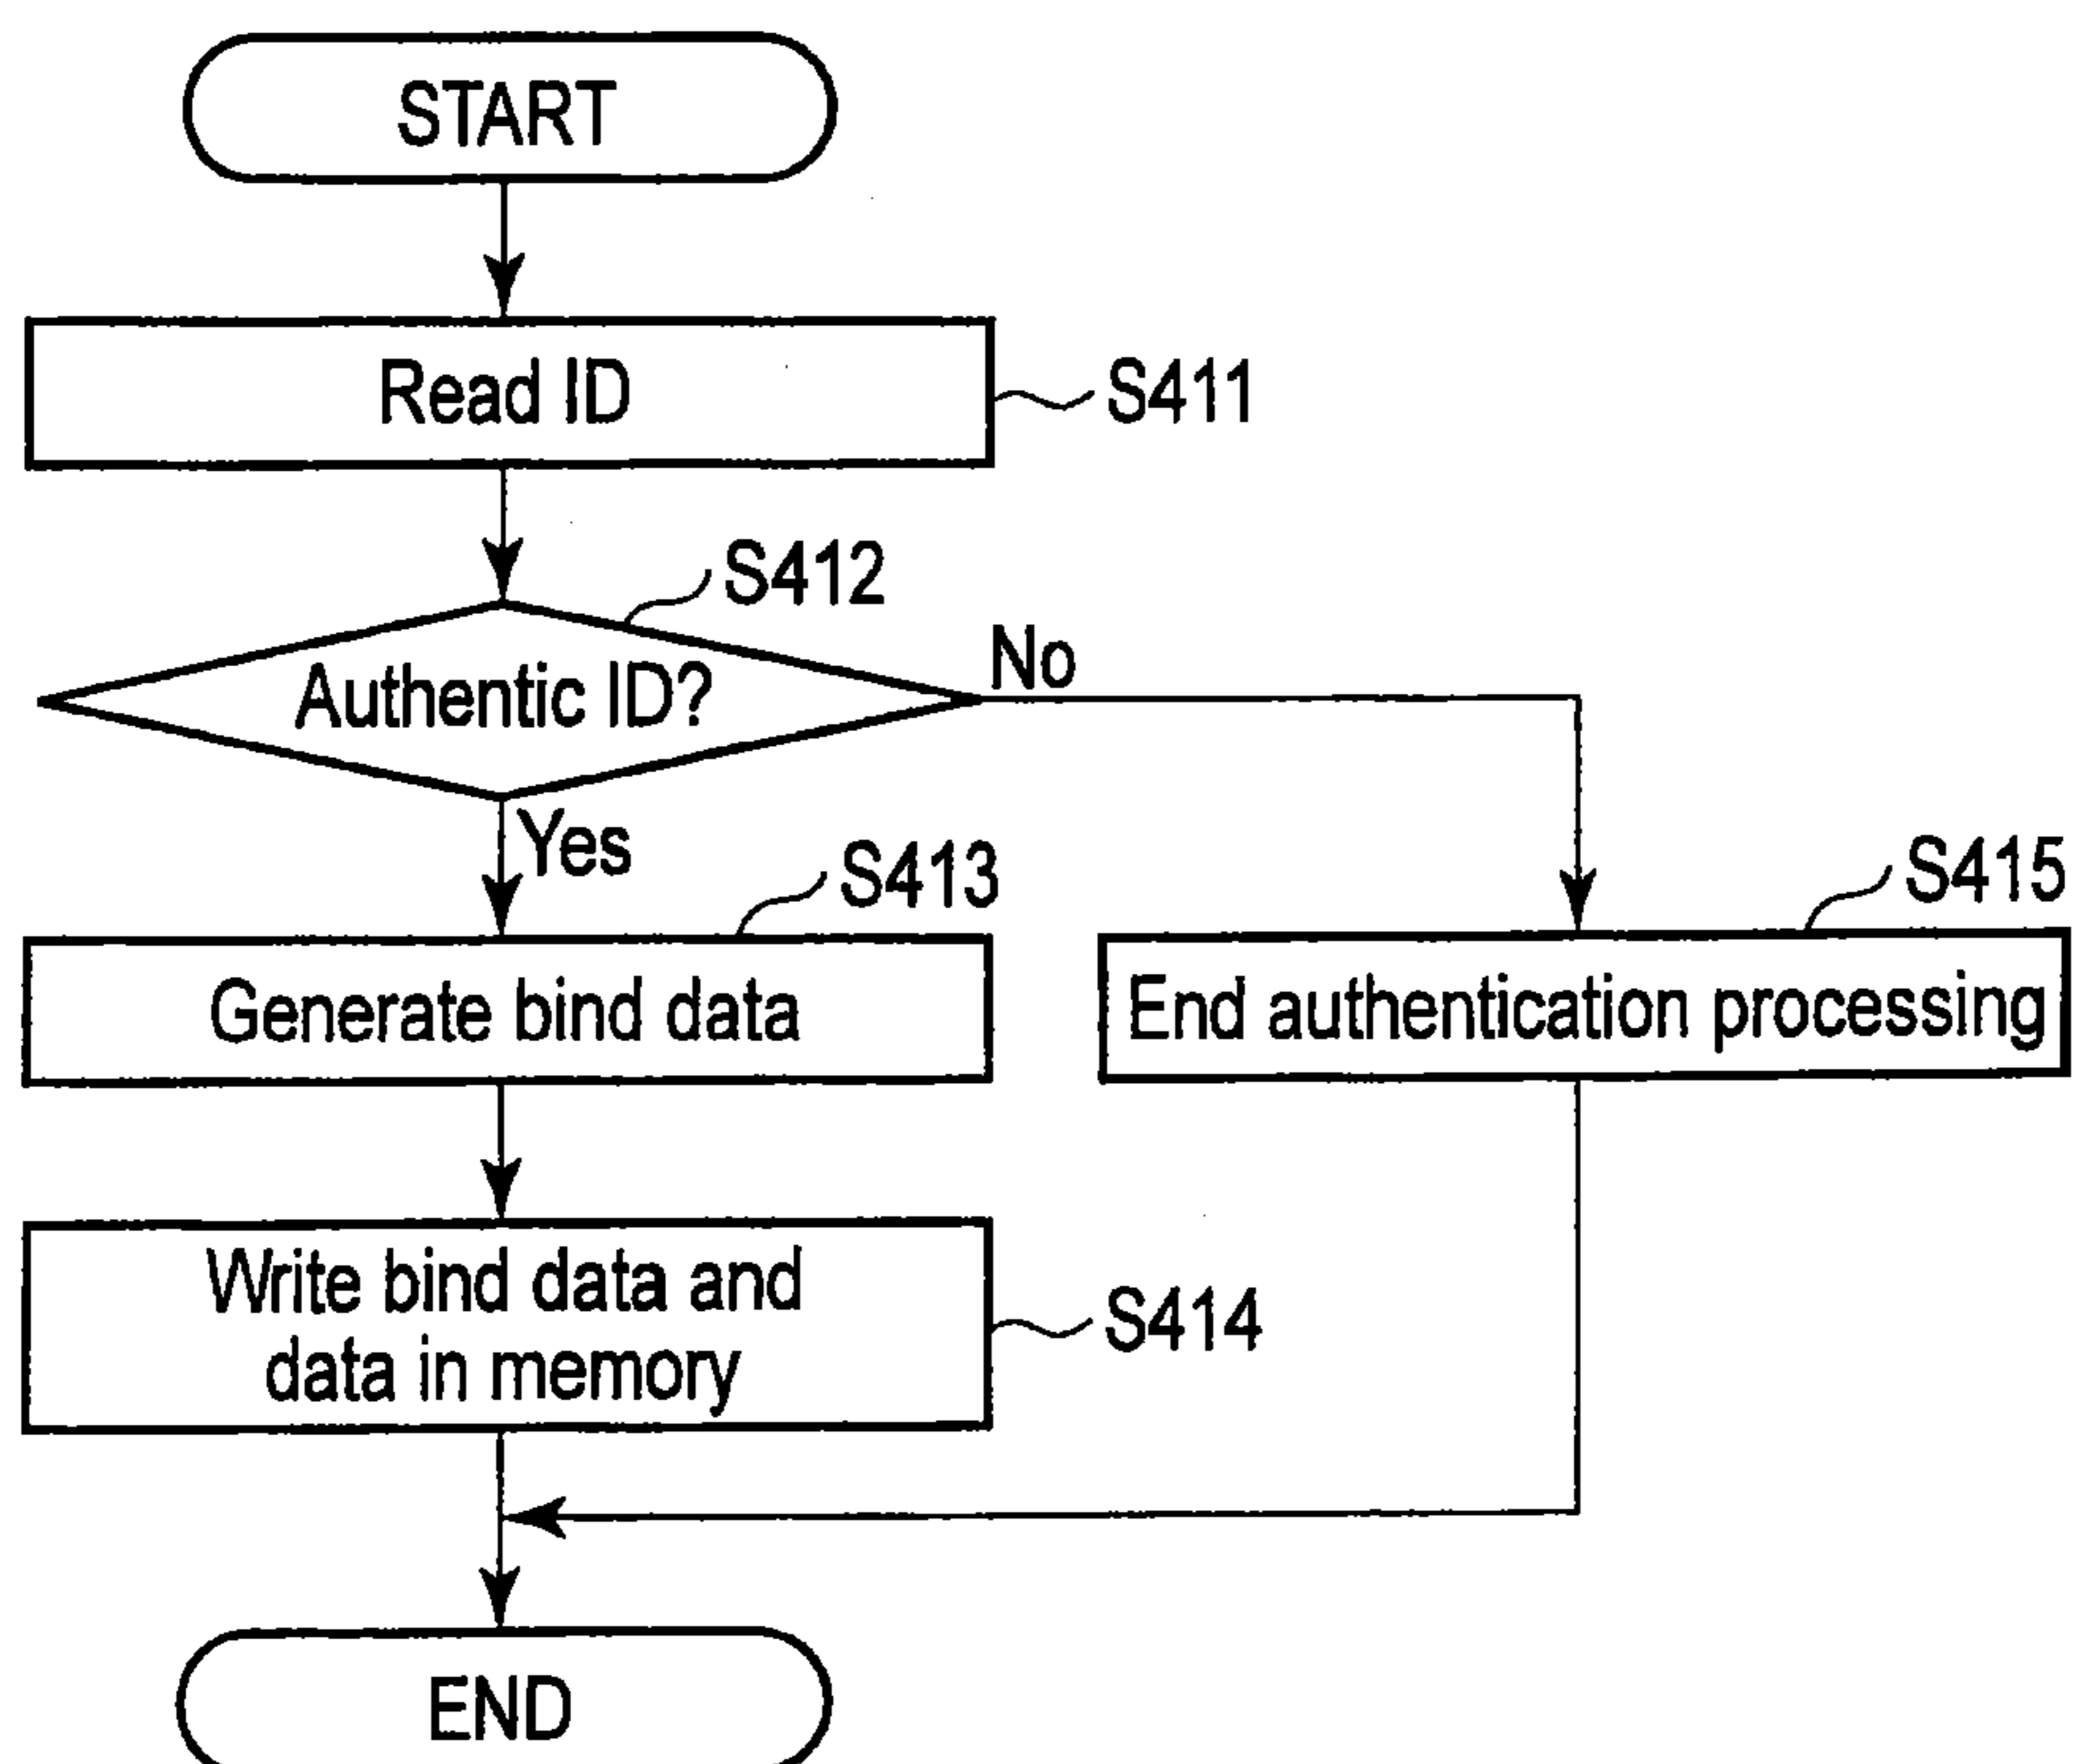 START
Read ID
S411
S412
Authentic ID?
No
Yes
S413
S415
Generate bind data
End authentication processing
Write bind data and
data in memory
S414
END